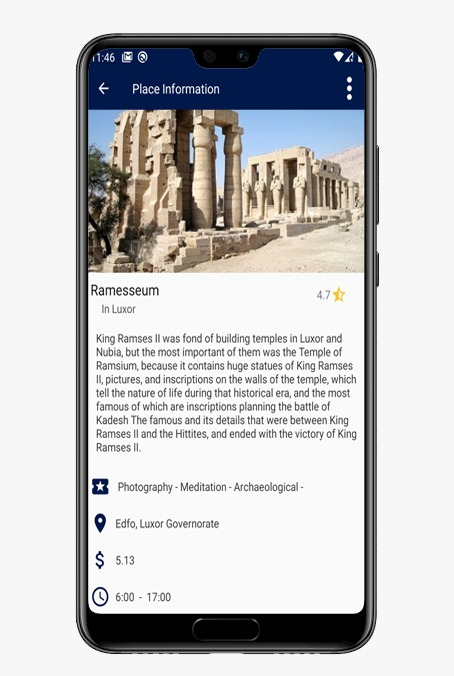 11:46
Place Information
Ramesseum
4.7
In Luxor
King Ramses II was fond of building temples in Luxor and
Nubia, but the most important of them was the Temple of
Ramsium, because it contains huge statues of King Ramses
II, pictures, and inscriptions on the walls of the temple, which
tell the nature of life during that historical era, and the most
famous of which are inscriptions planning the battle of
Kadesh The famous and its details that were between King
Ramses II and the Hittites, and ended with the victory of King
Ramses II.
Photography - Meditation - Archaeological -
Edfo, Luxor Governorate
$ 5.13
6:00 - 17:00